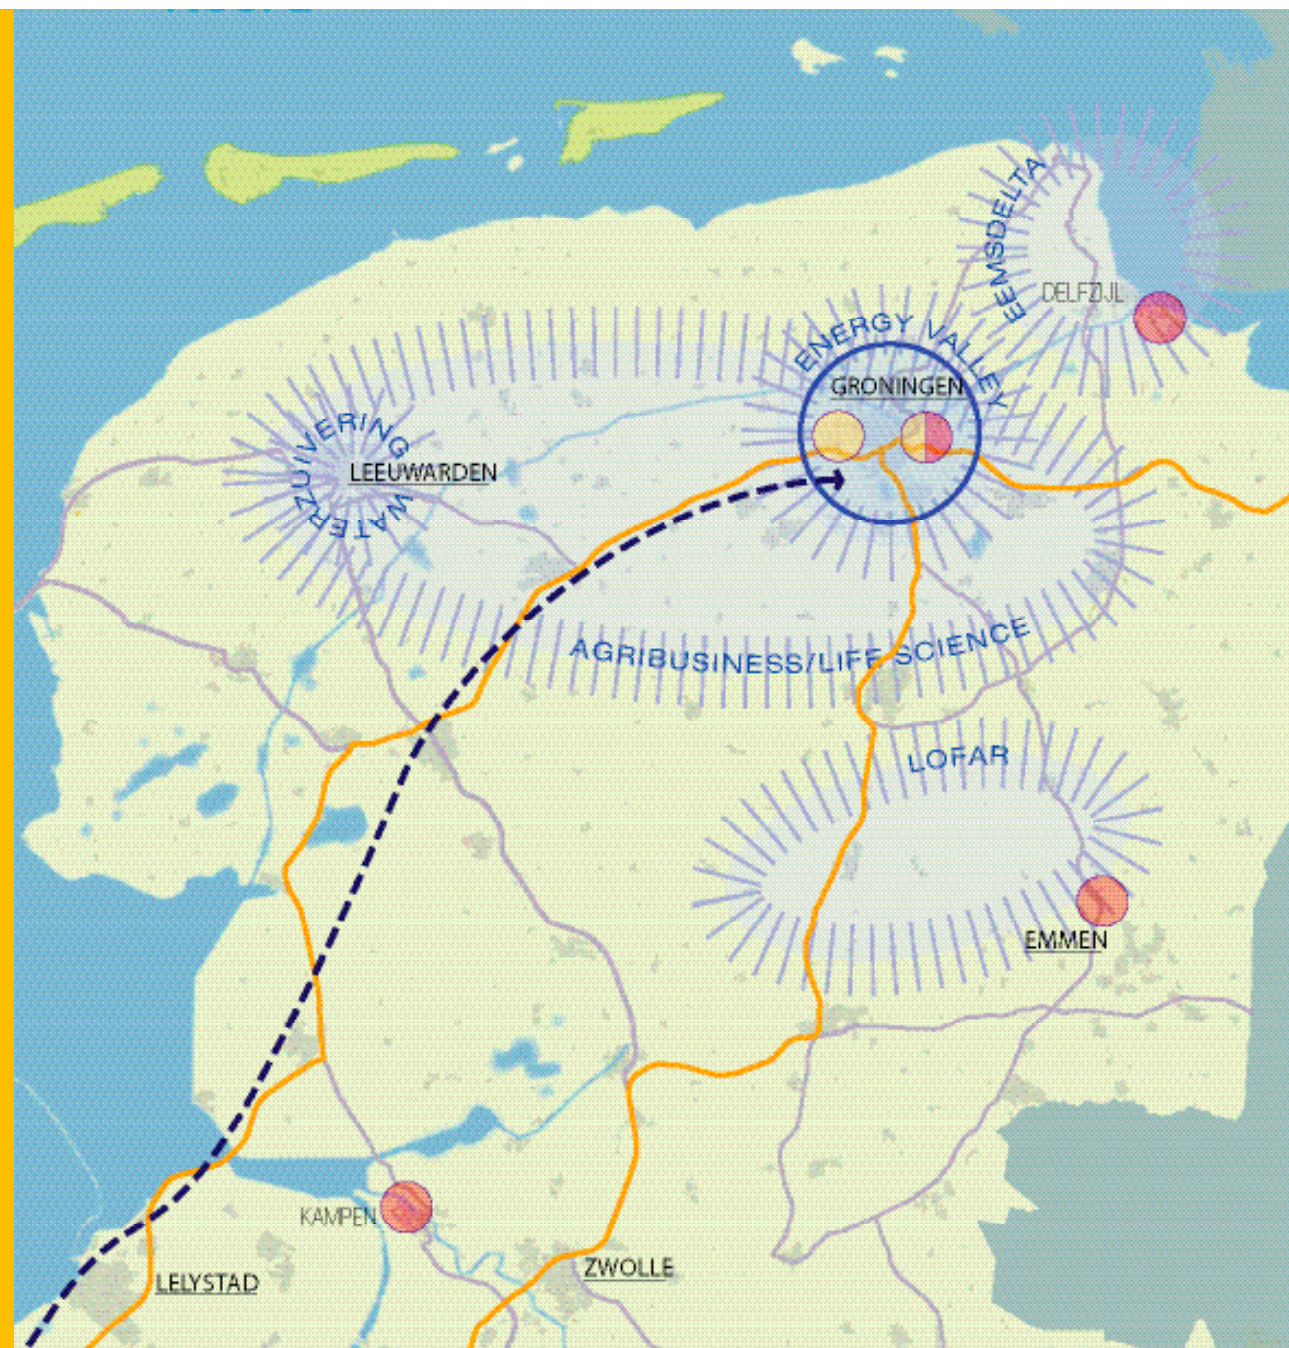 EEMSDELTA
DELFZIJL
ENERGY VALLEY
GRONINGEN
WATERZUIVERING
LEEUWARDEN
AGRIBUSINESS/LIFE SCIENCE
LOFAR
EMMEN
KAMPEN
ZWOLLE
LELYSTAD